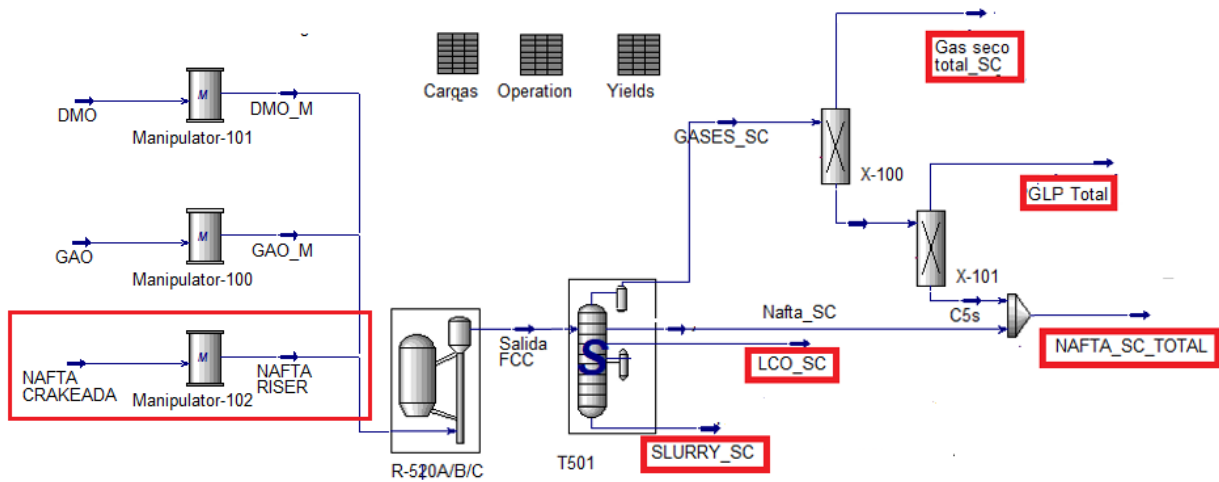 Gas seco
total_SC
Cargas
Operation
Yields
M
DMO
DMO_M
Manipulator-101
GASES_SC
X-100
GLP Total
M
GAO
GAO_M
Manipulator-100
X-101
C5s
Nafta_SC
Salida
FCC
S
NAFTA_SC_TOTAL
LCO_SC
M
NAFTA
CRAKEADA
NAFTA
RISER
Manipulator-102
SLURRY_SC
T501
R-520A/B/C